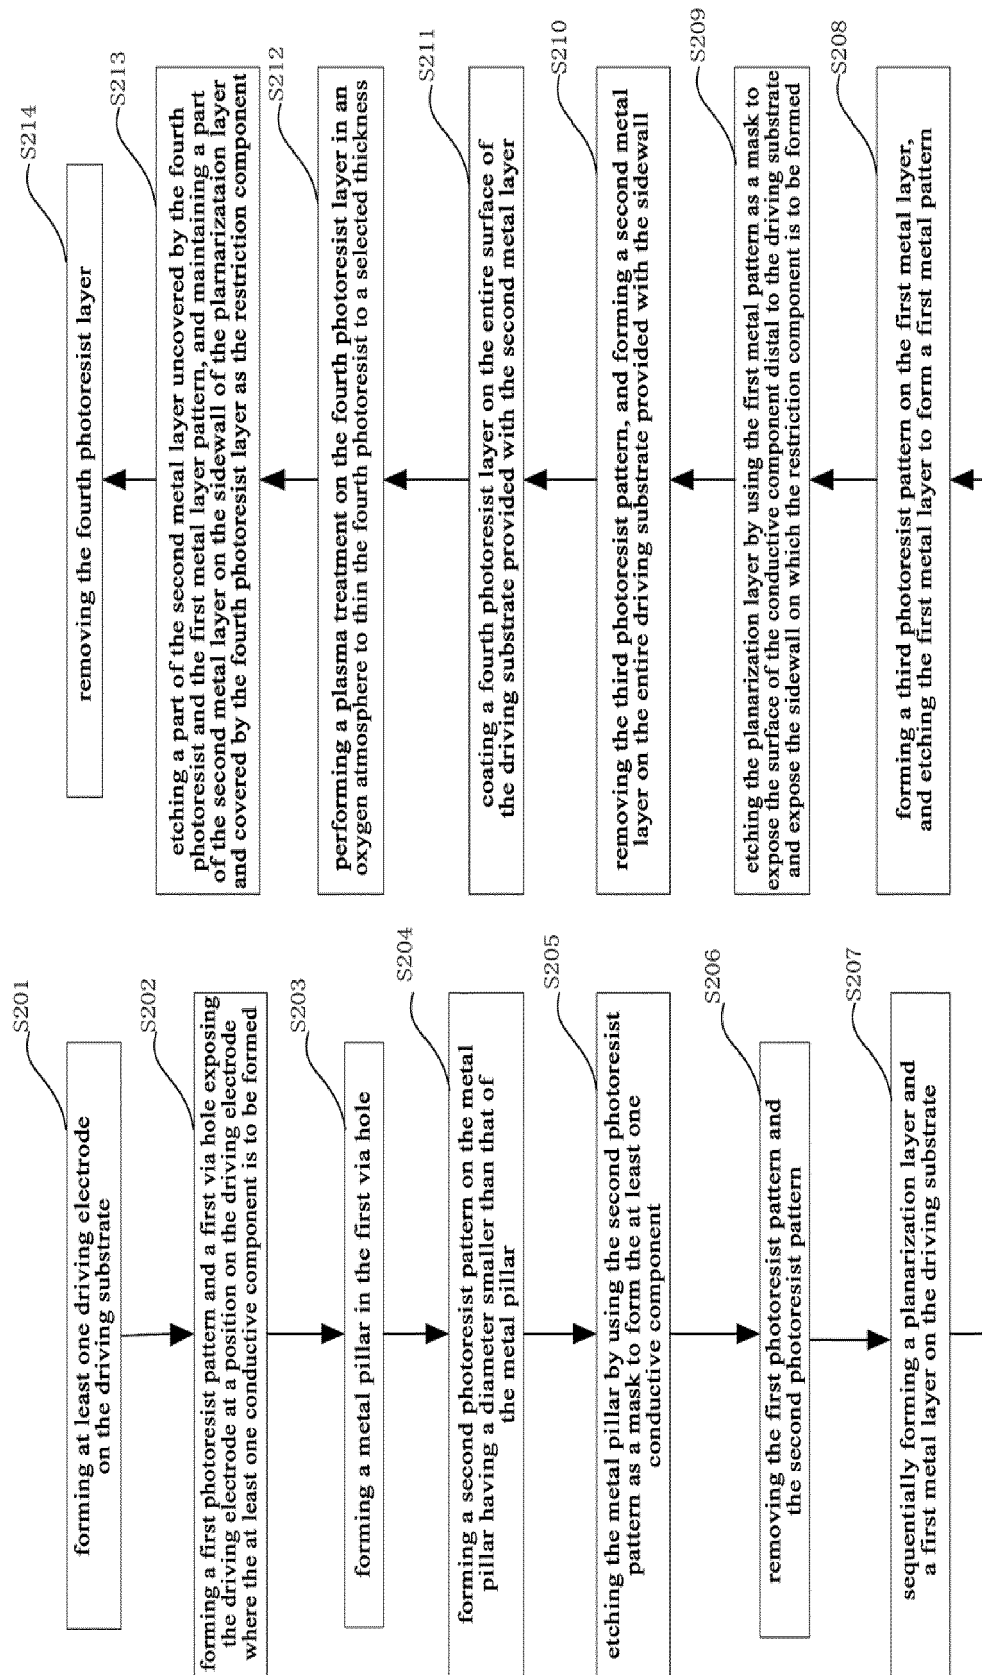 S201
forming at least one driving electrode
on the driving substrate
S202
forming a first photoresist pattern and a first via hole exposing
the driving electrode at a position on the driving electrode
where the at least one conductive component is to be formed
S203
forming a metal pillar in the first via hole
S204
forming a second photoresist pattern on the metal
pillar having a diameter smaller than that of
the metal pillar
S205
etching the metal pillar by using the second photoresist
pattern as a mask to form the at least one
conductive component
S206
removing the first photoresist pattern and
the second photoresist pattern
S207
sequentially forming a planarization layer and
a first metal layer on the driving substrate
S208
forming a third photoresist pattern on the first metal layer,
and etching the first metal layer to form a first metal pattern
S209
etching the planarization layer by using the first metal pattern as a mask to
expose the surface of the conductive component distal to the driving substrate
and expose the sidewall on which the restriction component is to be formed
S210
removing the third photoresist pattern, and forming a second metal
layer on the entire driving substrate provided with the sidewall
S211
coating a fourth photoresist layer on the entire surface of
the driving substrate provided with the second metal layer
S212
performing a plasma treatment on the fourth photoresist layer in an
oxygen atmosphere to thin the fourth photoresist to a selected thickness
S213
etching a part of the second metal layer uncovered by the fourth
photoresist and the first metal layer pattern, and maintaining a part
of the second metal layer on the sidewall of the plarnarizataion layer
and covered by the fourth photoresist layer as the restriction component
S214
removing the fourth photoresist layer